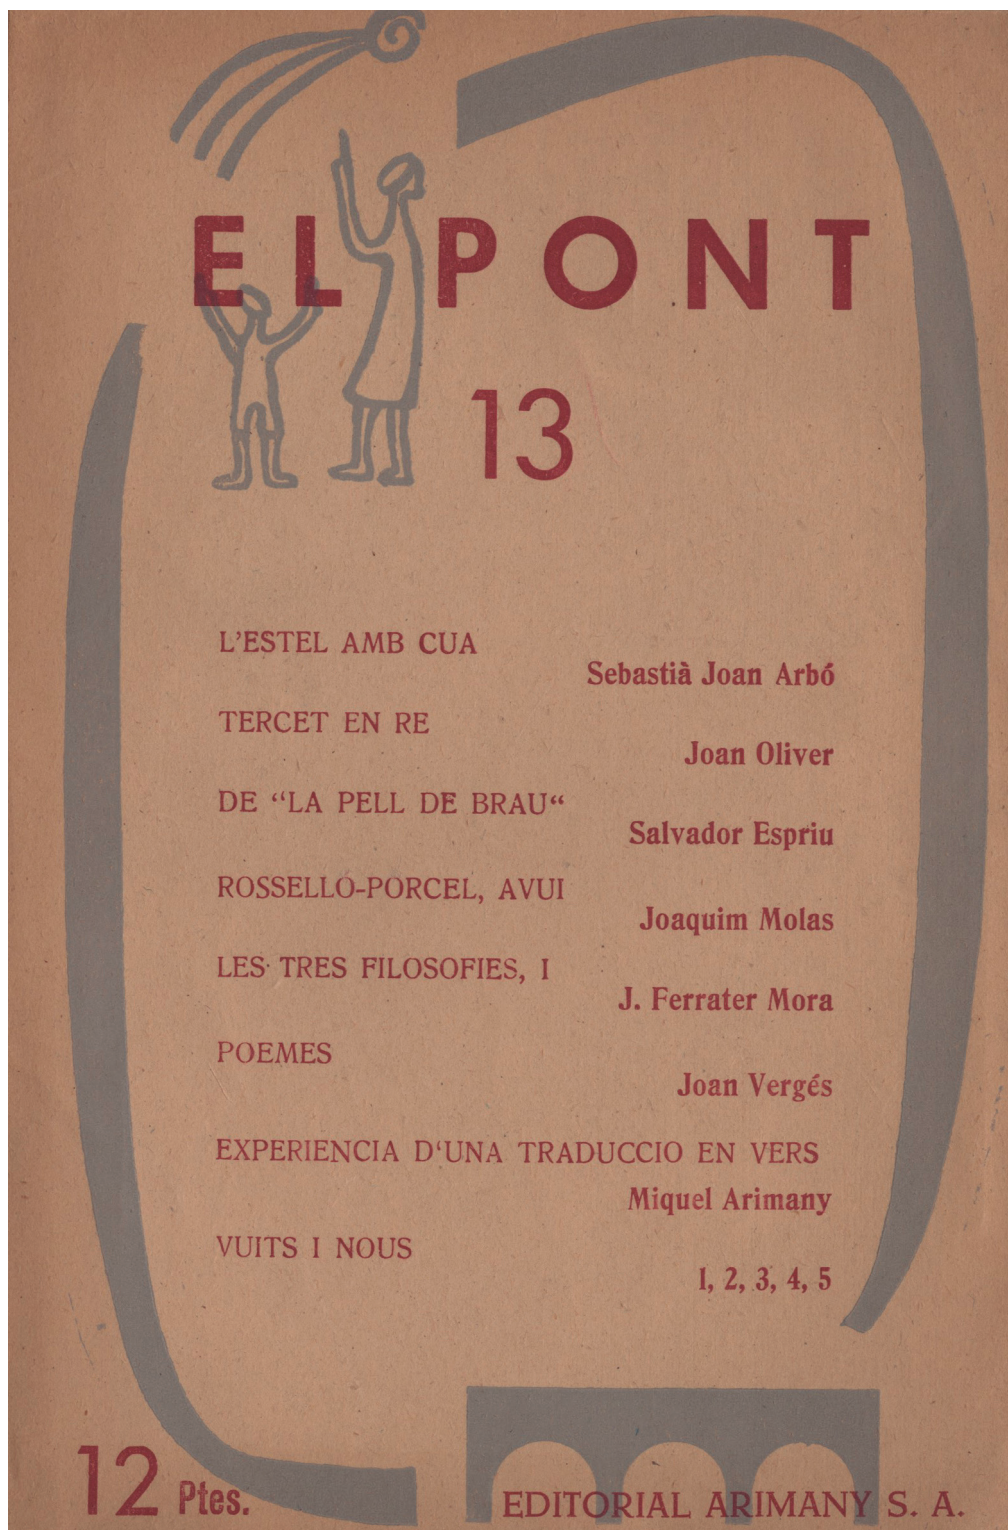 EL PONT
13
L'ESTEL AMB CUA
Sebastià Joan Arbó
TERCET EN RE
Joan Oliver
DE “LA PELL DE BRAU“
Salvador Espriu
ROSSELLÓ-PORCEL, AVUI
Joaquim Molas
LES TRES FILOSOFIES, I
J. Ferrater Mora
POEMES
Joan Vergés
EXPERIENCIA D‘UNA TRADUCCIO EN VERS
Miquel Arimany
VUITS I NOUS
1, 2, 3, 4, 5
12 Ptes.
EDITORIAL ARIMANY S. A.